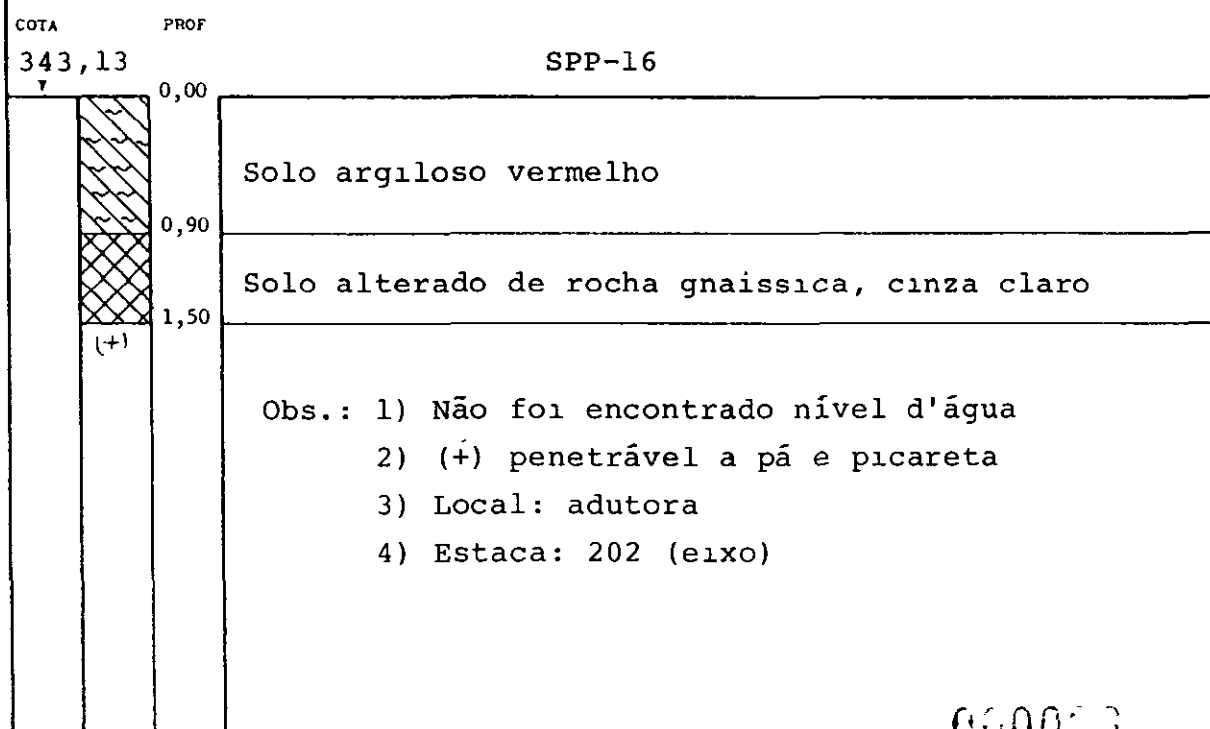 COTA PROF
343,13 SPP-16
0,00
Solo argiloso vermelho
0,90
Solo alterado de rocha gnaissica, cinza claro
1,50
(+)
Obs.: 1) Não foi encontrado nível d'água
2) (+) penetrável a pá e picareta
3) Local: adutora
4) Estaca: 202 (eixo)